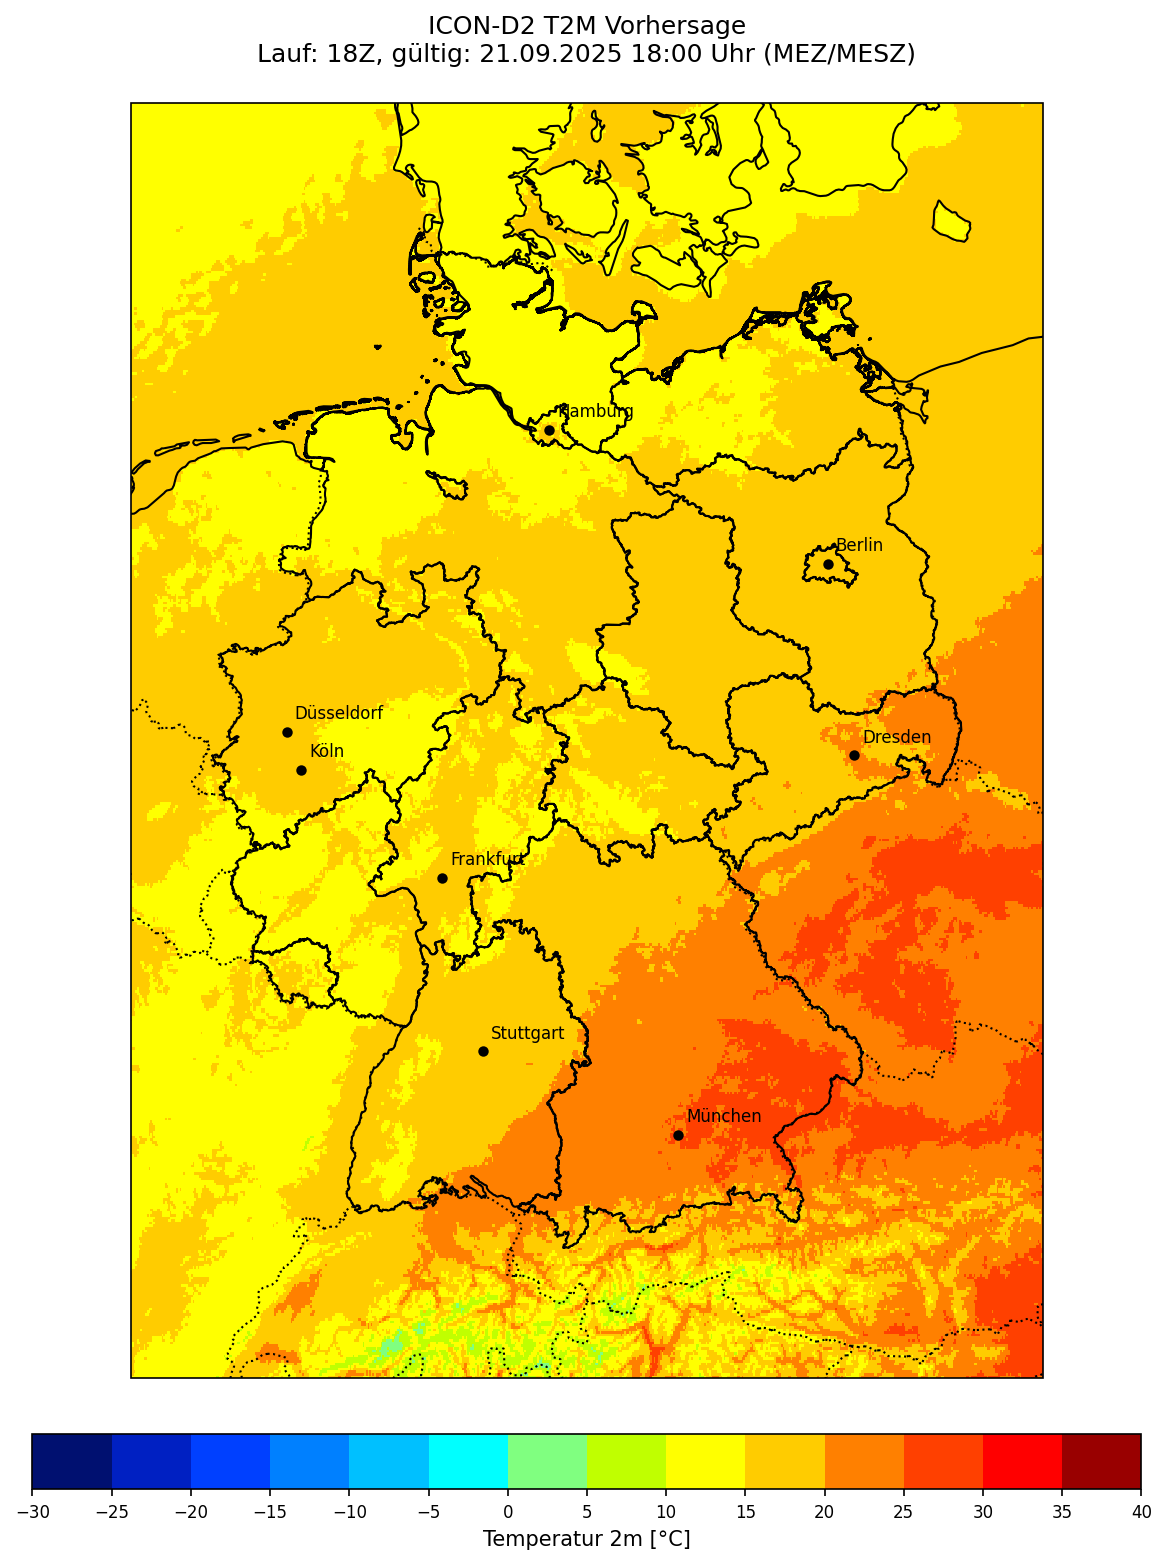 ICON-D2 T2M Vorhersage
Lauf: 18Z, gültig: 21.09.2025 18:00 Uhr (MEZ/MESZ)
Hamburg
Berlin
Düsseldorf
Köln
Dresden
Frankfurt
Stuttgart
München
−30 −25 −20 −15 −10 −5 0 5 10 15 20 25 30 35 40
Temperatur 2m [°C]